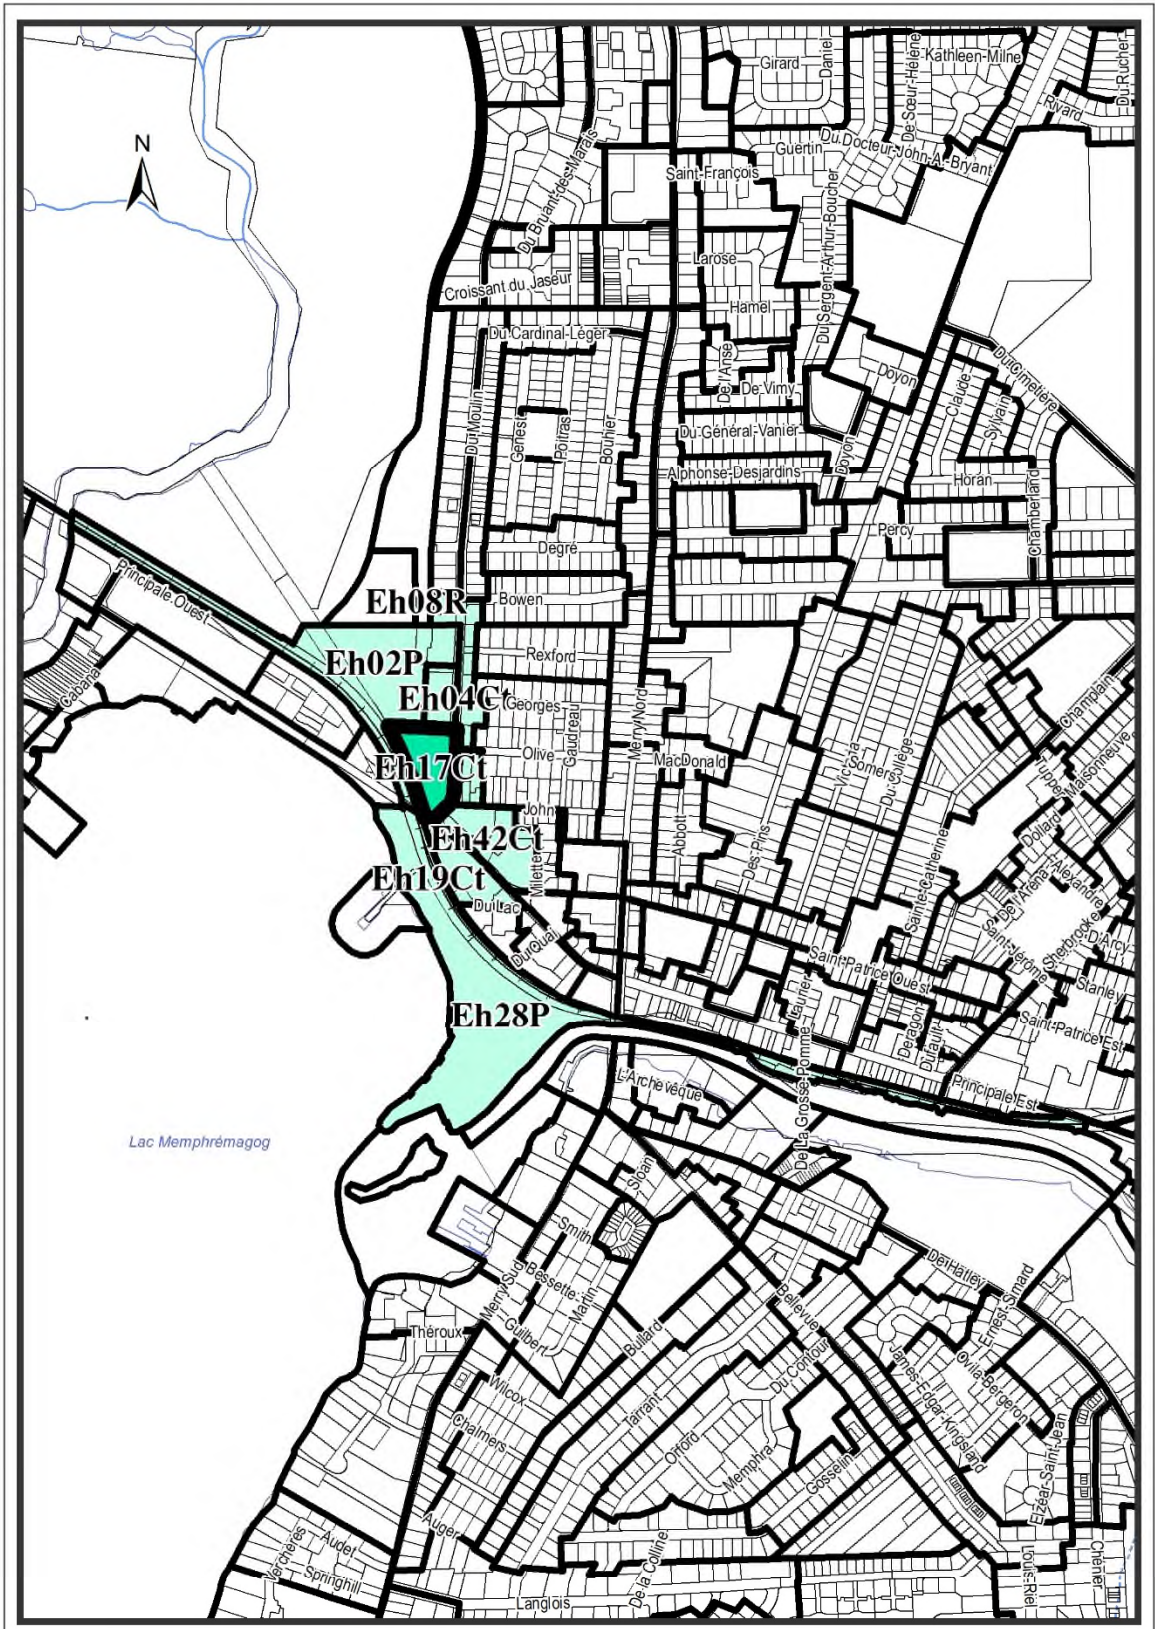 Girard
Danier
Kathleen-Milne
De-Sœur-Hélène
Du Rucher
Rivard
N
Guertin
Du Docteur-John-A.-Bryant
Du Bruant-des-Marais
Saint-François
Du Sergent-Arthur-Boucher
Larose
Croissant du Jaseur
Hamel
Du Cardinal-Léger
De l'Anse
Doyon
Du Cimetière
Claude
Sylvain
De Vimy
Du Moulin
Genest
Poitras
Bouhier
Du Général-Vanier
Doyon
Alphonse-Desjardins
Horan
Chamberland
Percy
Degré
Principale Ouest
Eh08R
Bowen
Rexford
Eh02P
Cabana
Eh04Ct
Georges
Gaudreau
Merry Nord
Champlain
Maisonneuve
Tupper
Olive
MacDonald
Victoria
Somers
Du Collège
Eh17Ct
John
Abbott
Des Pins
Dollard
Eh42Ct
Millette
Sainte-Catherine
De l'Aréna
Alexandre
Eh19Ct
Du Lac
Du Quai
Saint-Jérôme
Sherbrooke
D'Arcy
Saint-Patrice Ouest
Stanley
Eh28P
Laurier
Deragon
Dufault
Saint-Patrice Est
L'Archevêque
De La Grosse-Pomme
Principale Est
Lac Memphrémagog
Sloan
Smith
Bessette
Martin
Merry Sud
Guilbert
De Hatley
Ernest-Simard
Bellevue
Théroux
Bullard
Du Contour
James-Edgar-Kingsland
Ovila-Bergeron
Wilcox
Chalmers
Tarrant
Orford
Memphra
Gosselin
Elzéar-Saint-Jean
Auger
Audet
Vercheres
Springhill
De la Colline
Langlois
Louis-Riel
Chénier